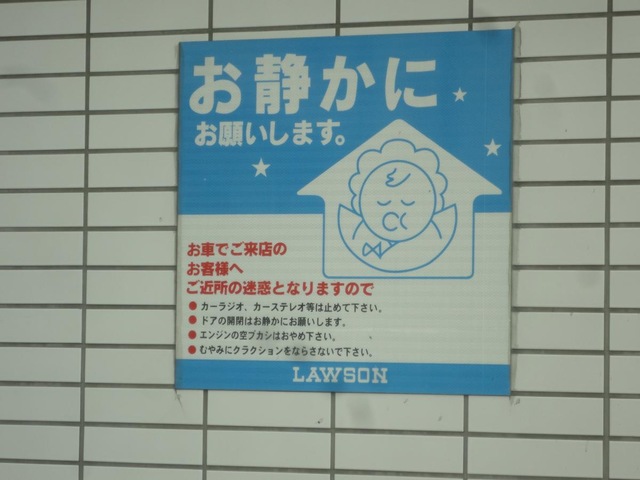 お静かに
お願いします。
お車でご来店の
お客様へ
ご近所の迷惑となりますので
● カーラジオ、カーステレオ等は止めて下さい。
● ドアの開閉はお静かにお願いします。
● エンジンの空ブカシはおやめ下さい。
● むやみにクラクションをならさないで下さい。
LAWSON